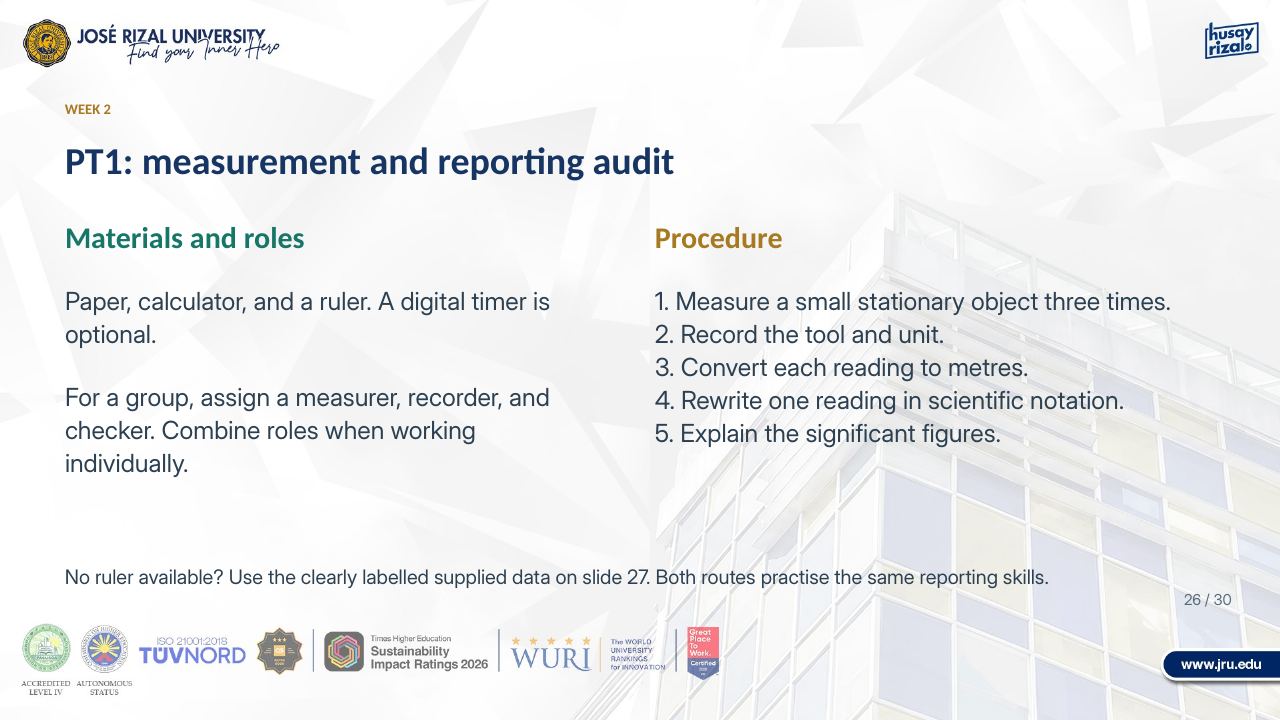 JOSÉ RIZAL UNIVERSITY
Find your Inner Hero
husay
rizal
WEEK 2
PT1: measurement and reporting audit
Materials and roles
Paper, calculator, and a ruler. A digital timer is
optional.
For a group, assign a measurer, recorder, and
checker. Combine roles when working
individually.
Procedure
1. Measure a small stationary object three times.
2. Record the tool and unit.
3. Convert each reading to metres.
4. Rewrite one reading in scientific notation.
5. Explain the significant figures.
No ruler available? Use the clearly labelled supplied data on slide 27. Both routes practise the same reporting skills.
26 / 30
ACCREDITED
LEVEL IV
AUTONOMOUS
STATUS
ISO 21001:2018
TÜVNORD
Times Higher Education
Sustainability
Impact Ratings 2026
WURI
The WORLD
UNIVERSITY
RANKINGS
for INNOVATION
Great
Place
To
Work.
Certified
www.jru.edu